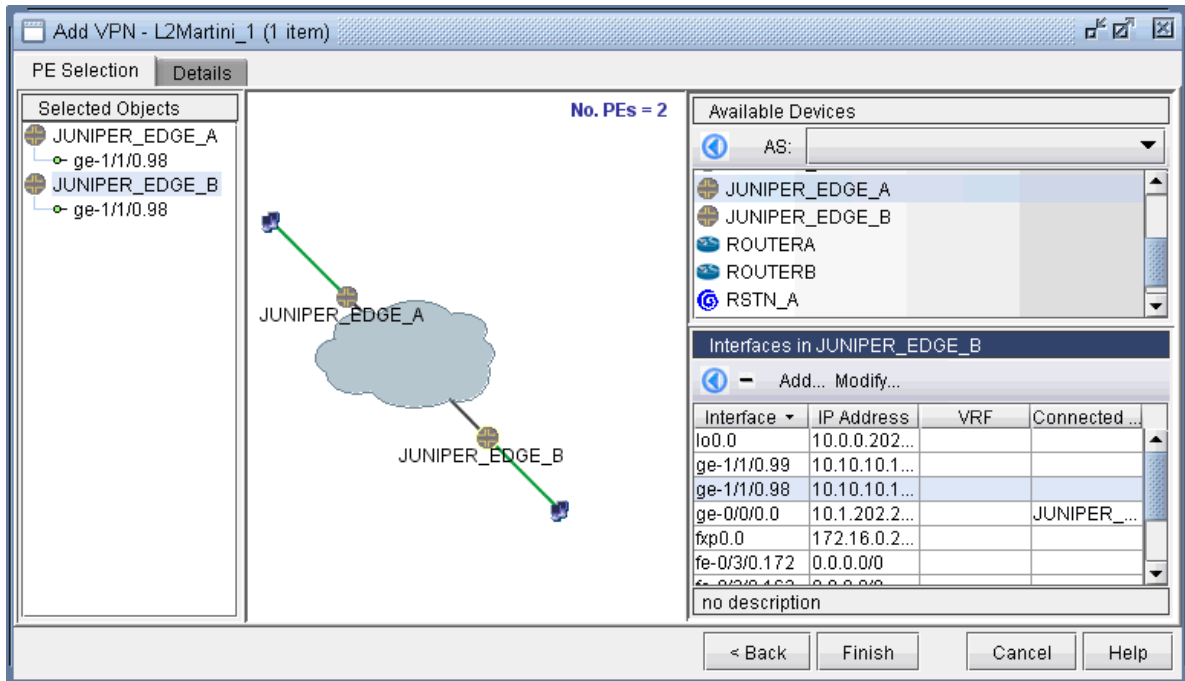 Add VPN - L2Martini_1 (1 item)
PE Selection
Details
Selected Objects
JUNIPER_EDGE_A
ge-1/1/0.98
JUNIPER_EDGE_B
ge-1/1/0.98
No. PEs = 2
JUNIPER_EDGE_A
JUNIPER_EDGE_B
Available Devices
AS:
JUNIPER_EDGE_A
JUNIPER_EDGE_B
ROUTERA
ROUTERB
RSTN_A
Interfaces in JUNIPER_EDGE_B
Add... Modify...
Interface IP Address VRF Connected ...
lo0.0 10.0.0.202...
ge-1/1/0.99 10.10.10.1...
ge-1/1/0.98 10.10.10.1...
ge-0/0/0.0 10.1.202.2... JUNIPER_...
fxp0.0 172.16.0.2...
fe-0/3/0.172 0.0.0.0/0
no description
< Back Finish Cancel Help